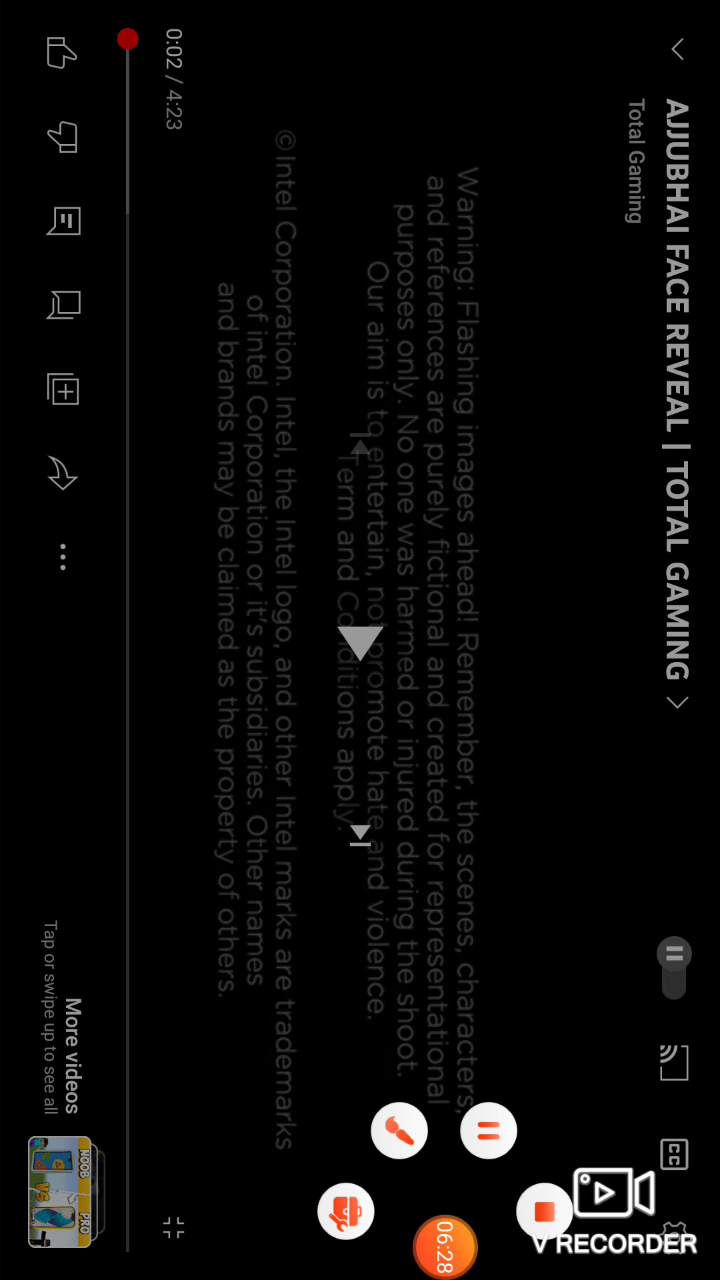 AJJUBHAI FACE REVEAL | TOTAL GAMING
Total Gaming
CC
Warning: Flashing images ahead! Remember, the scenes, characters,
and references are purely fictional and created for representational
purposes only. No one was harmed or injured during the shoot.
Our aim is to entertain, not promote hate and violence.
Term and Conditions apply.
©Intel Corporation. Intel, the Intel logo, and other Intel marks are trademarks
of intel Corporation or it's subsidiaries. Other names
and brands may be claimed as the property of others.
0:02 / 4:23
More videos
Tap or swipe up to see all
NOOB
VS
PRO
06:28
V RECORDER